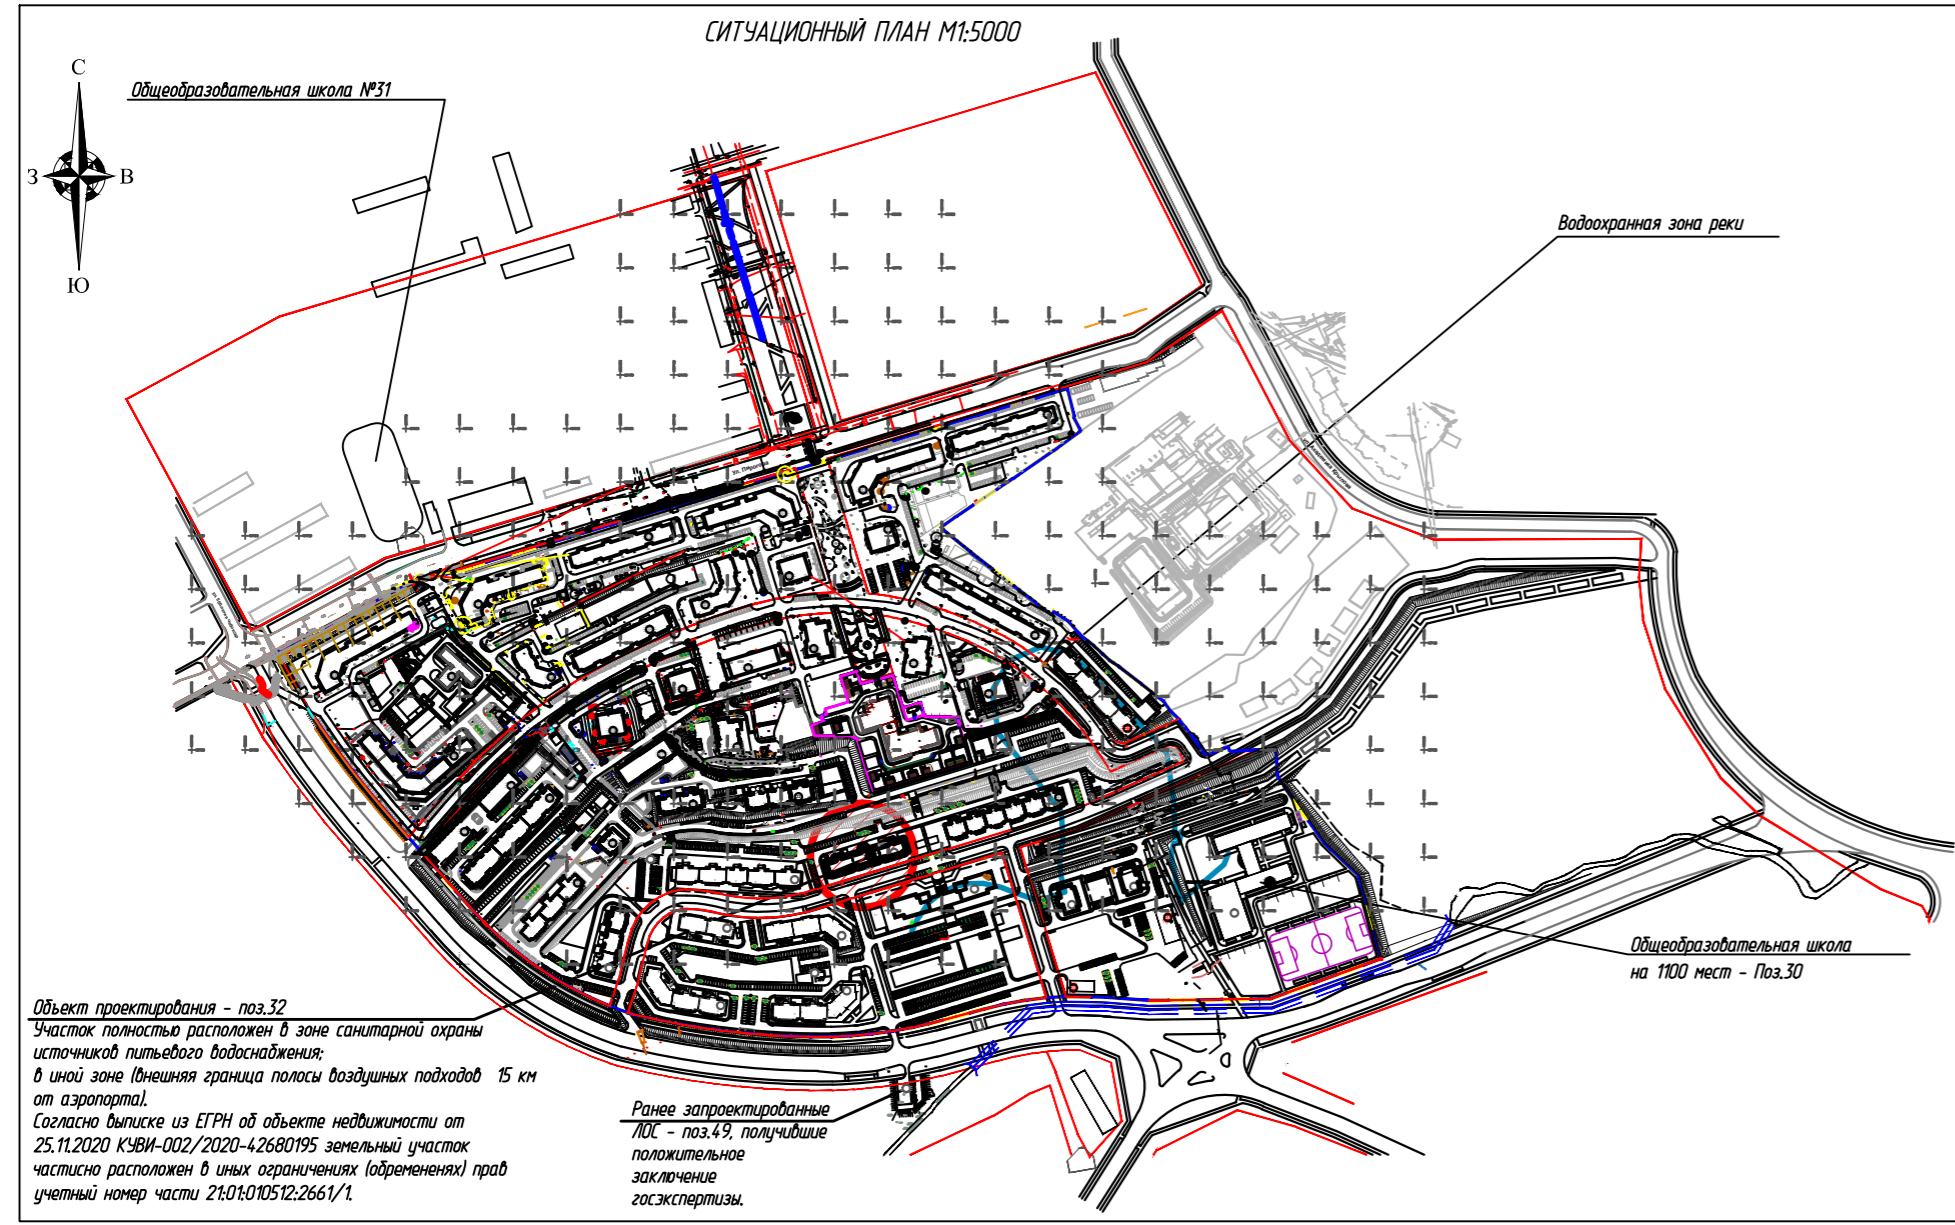 СИТУАЦИОННЫЙ ПЛАН М1:5000
С
З
В
Ю
Общеобразовательная школа №31
Водоохранная зона реки
ул. Пирогова
Общеобразовательная школа
на 1100 мест - Поз.30
Объект проектирования - поз.32
Участок полностью расположен в зоне санитарной охраны
источников питьевого водоснабжения;
в иной зоне (внешняя граница полосы воздушных подходов 15 км
от аэропорта).
Согласно выписке из ЕГРН об объекте недвижимости от
25.11.2020 КУВИ-002/2020-42680195 земельный участок
частисно расположен в иных ограничениях (обремененях) прав
учетный номер части 21:01:010512:2661/1.
Ранее запроектированные
ЛОС - поз.49, получившие
положительное
заключение
госэкспертизы.